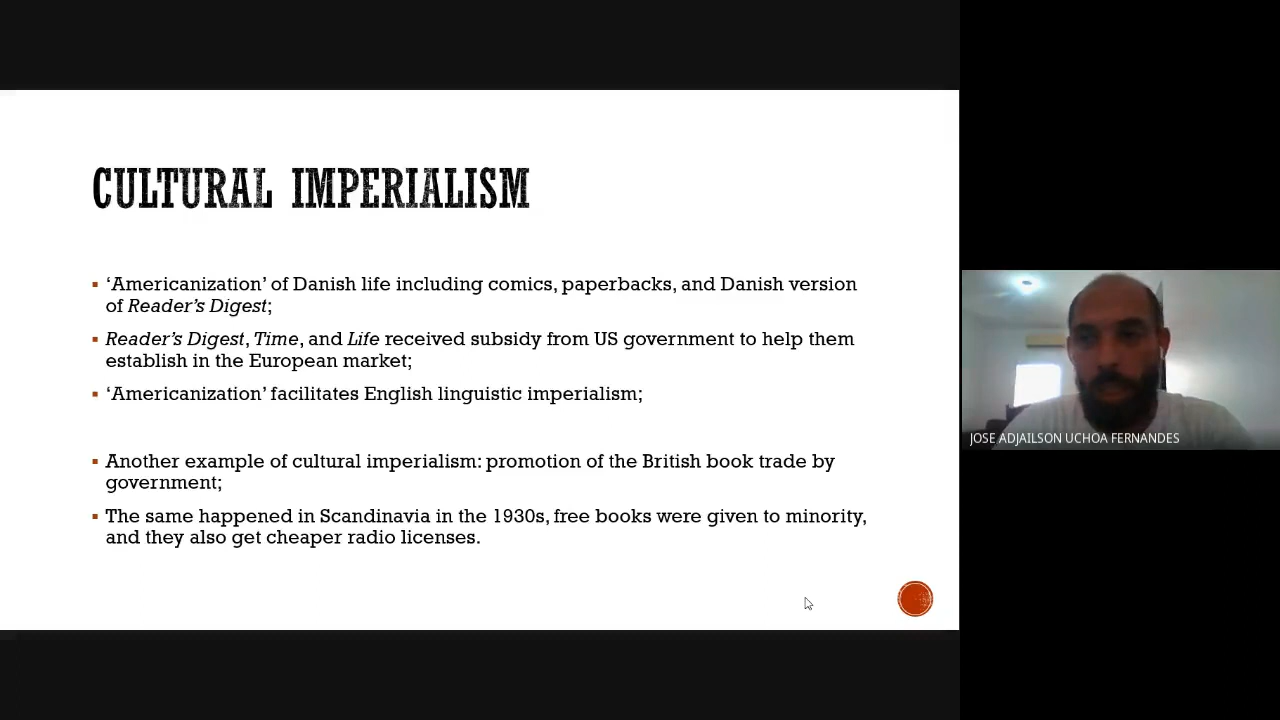 CULTURAL IMPERIALISM
▪ ‘Americanization’ of Danish life including comics, paperbacks, and Danish version
of Reader’s Digest;
▪ Reader’s Digest, Time, and Life received subsidy from US government to help them
establish in the European market;
▪ ‘Americanization’ facilitates English linguistic imperialism;
▪ Another example of cultural imperialism: promotion of the British book trade by
government;
▪ The same happened in Scandinavia in the 1930s, free books were given to minority,
and they also get cheaper radio licenses.
JOSE ADJAILSON UCHOA FERNANDES